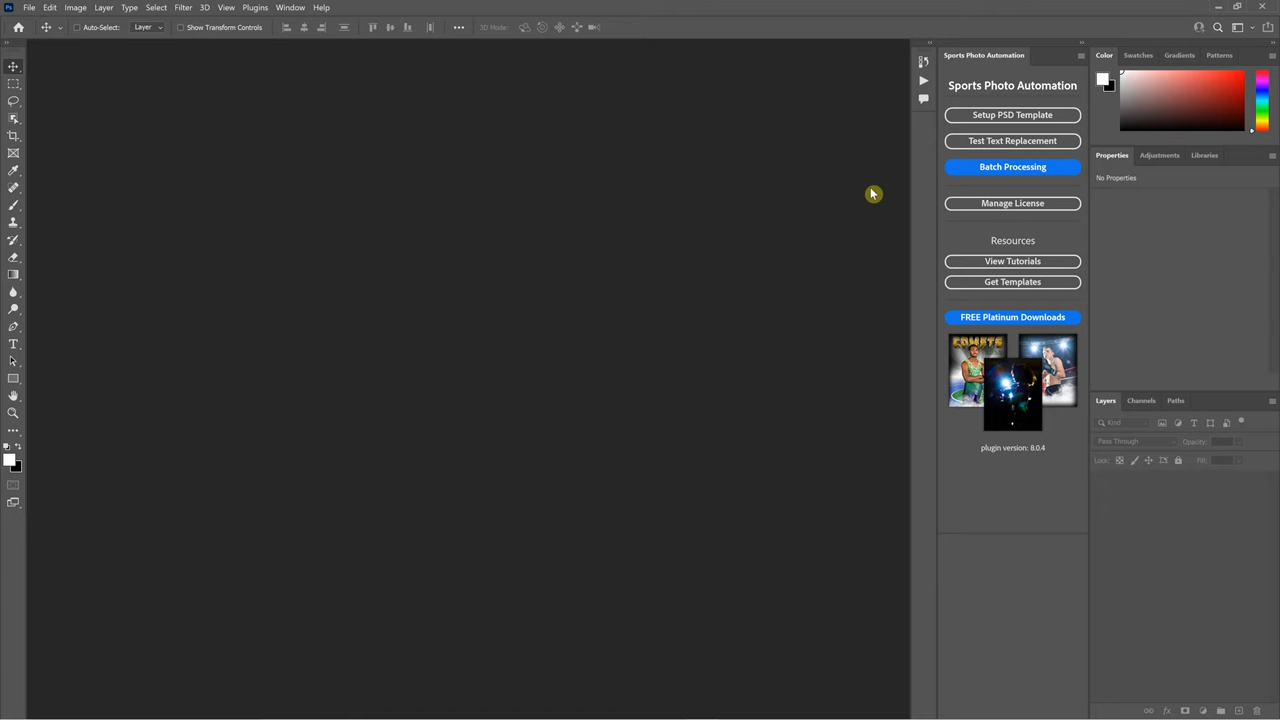 Ps File Edit Image Layer Type Select Filter 3D View Plugins Window Help
Auto-Select: Layer Show Transform Controls 3D Mode:
Sports Photo Automation
Sports Photo Automation
Setup PSD Template
Test Text Replacement
Batch Processing
Manage License
Resources
View Tutorials
Get Templates
FREE Platinum Downloads
COMETS
plugin version: 8.0.4
Color Swatches Gradients Patterns
Properties Adjustments Libraries
No Properties
Layers Channels Paths
Kind
Pass Through Opacity:
Lock: Fill: